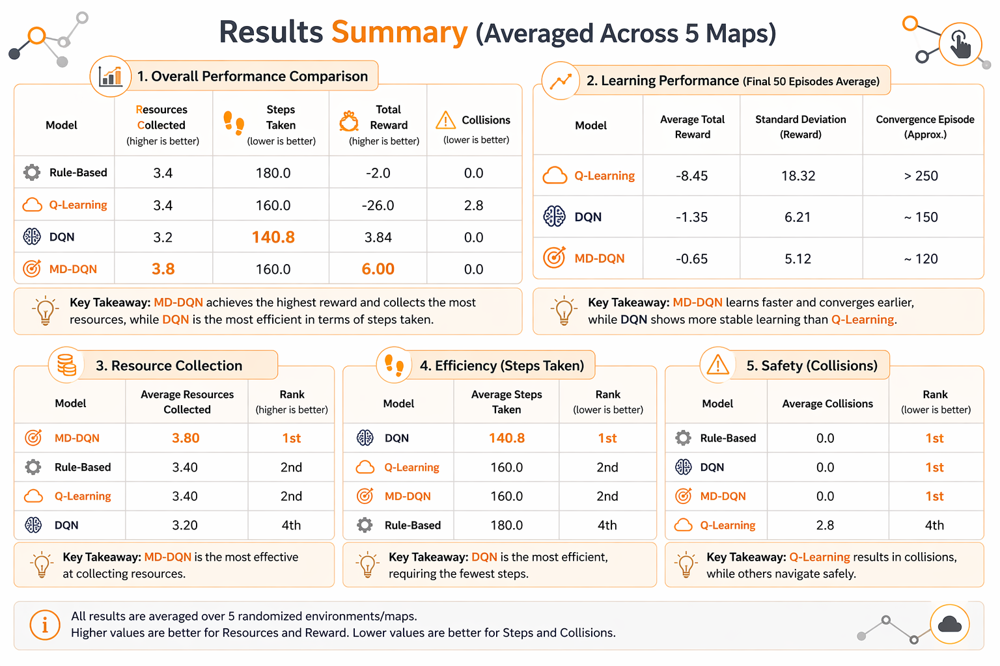 Results Summary (Averaged Across 5 Maps)
1. Overall Performance Comparison
Model
Resources Collected (higher is better)
Steps Taken (lower is better)
Total Reward (higher is better)
Collisions (lower is better)
Rule-Based 3.4 180.0 -2.0 0.0
Q-Learning 3.4 160.0 -26.0 2.8
DQN 3.2 140.8 3.84 0.0
MD-DQN 3.8 160.0 6.00 0.0
Key Takeaway: MD-DQN achieves the highest reward and collects the most
resources, while DQN is the most efficient in terms of steps taken.
2. Learning Performance (Final 50 Episodes Average)
Model
Average Total Reward
Standard Deviation (Reward)
Convergence Episode (Approx.)
Q-Learning -8.45 18.32 > 250
DQN -1.35 6.21 ~ 150
MD-DQN -0.65 5.12 ~ 120
Key Takeaway: MD-DQN learns faster and converges earlier,
while DQN shows more stable learning than Q-Learning.
3. Resource Collection
Model
Average Resources Collected
Rank (higher is better)
MD-DQN 3.80 1st
Rule-Based 3.40 2nd
Q-Learning 3.40 2nd
DQN 3.20 4th
Key Takeaway: MD-DQN is the most effective
at collecting resources.
4. Efficiency (Steps Taken)
Model
Average Steps Taken
Rank (lower is better)
DQN 140.8 1st
Q-Learning 160.0 2nd
MD-DQN 160.0 2nd
Rule-Based 180.0 4th
Key Takeaway: DQN is the most efficient,
requiring the fewest steps.
5. Safety (Collisions)
Model
Average Collisions
Rank (lower is better)
Rule-Based 0.0 1st
DQN 0.0 1st
MD-DQN 0.0 1st
Q-Learning 2.8 4th
Key Takeaway: Q-Learning results in collisions,
while others navigate safely.
All results are averaged over 5 randomized environments/maps.
Higher values are better for Resources and Reward. Lower values are better for Steps and Collisions.